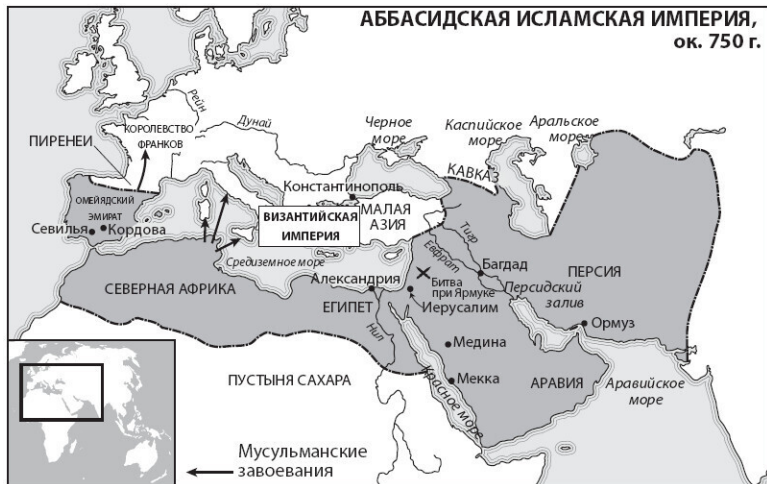 АББАСИДСКАЯ ИСЛАМСКАЯ ИМПЕРИЯ,
ок. 750 г.
Рейн
КОРОЛЕВСТВО
ФРАНКОВ
Дунай
Черное
море
Каспийское
море
Аральское
море
ПИРЕНЕИ
КАВКАЗ
ОМЕЙЯДСКИЙ
ЭМИРАТ
Севилья
Кордова
Константинополь
ВИЗАНТИЙСКАЯ
ИМПЕРИЯ
МАЛАЯ
АЗИЯ
Тигр
Евфрат
Багдад
ПЕРСИЯ
Средиземное море
СЕВЕРНАЯ АФРИКА
Александрия
ЕГИПЕТ
Нил
Битва
при Ярмуке
Иерусалим
Персидский
залив
Ормуз
Медина
Мекка
Красное море
АРАВИЯ
Аравийское
море
ПУСТЫНЯ САХАРА
Мусульманские
завоевания